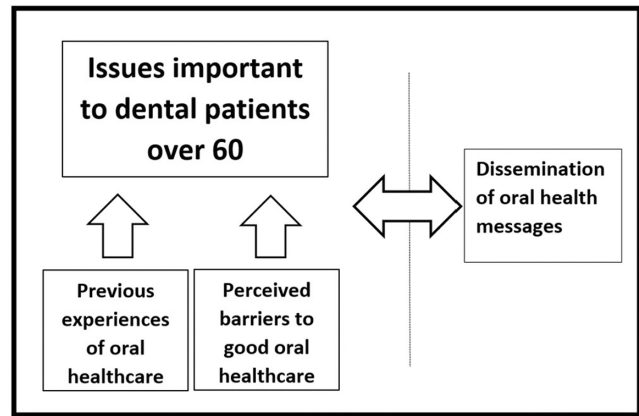 Issues important
to dental patients
over 60
Dissemination
of oral health
messages
Previous
experiences
of oral
healthcare
Perceived
barriers to
good oral
healthcare